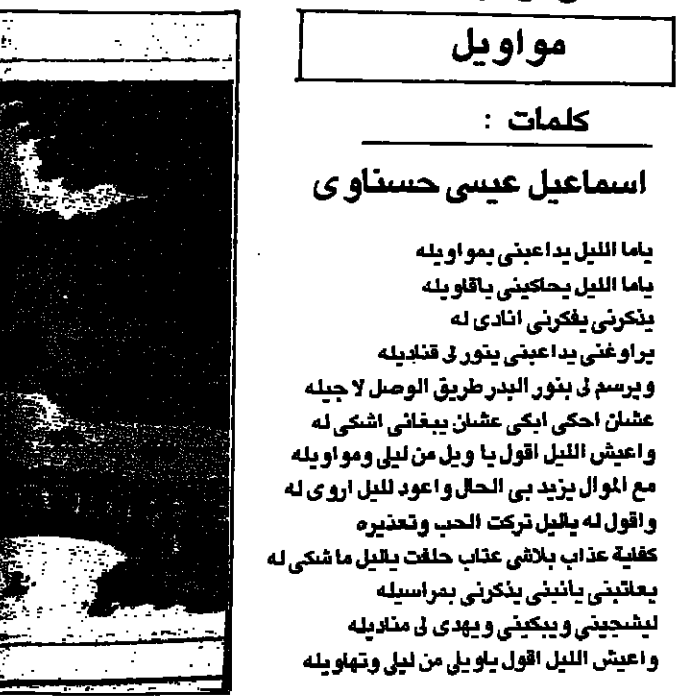 مواويل
كلمات :
اسماعيل عيسى حسناوى
ياما الليل يداعبنى بمواويله
ياما الليل يحاكينى باقاويله
يذكرنى يفكرنى انادى له
يراوغنى يداعبنى ينور لى قناديله
ويرسم لى بنور البدر طريق الوصل لاجيله
عشان احكى ابكى عشان يبغانى اشكى له
واعيش الليل اقول يا ويل من ليلى ومواويله
مع الموال يزيد بى الحال واعود لليل اروى له
واقول له ياليل تركت الحب وتعذيره
كفاية عذاب بلاشى عتاب حلفت ياليل ما شكى له
يعاتبنى يانبنى يذكرنى بمراسيله
ليشجينى ويبكينى ويهدى لى مناديله
واعيش الليل اقول ياويلى من ليلى وتهاويله